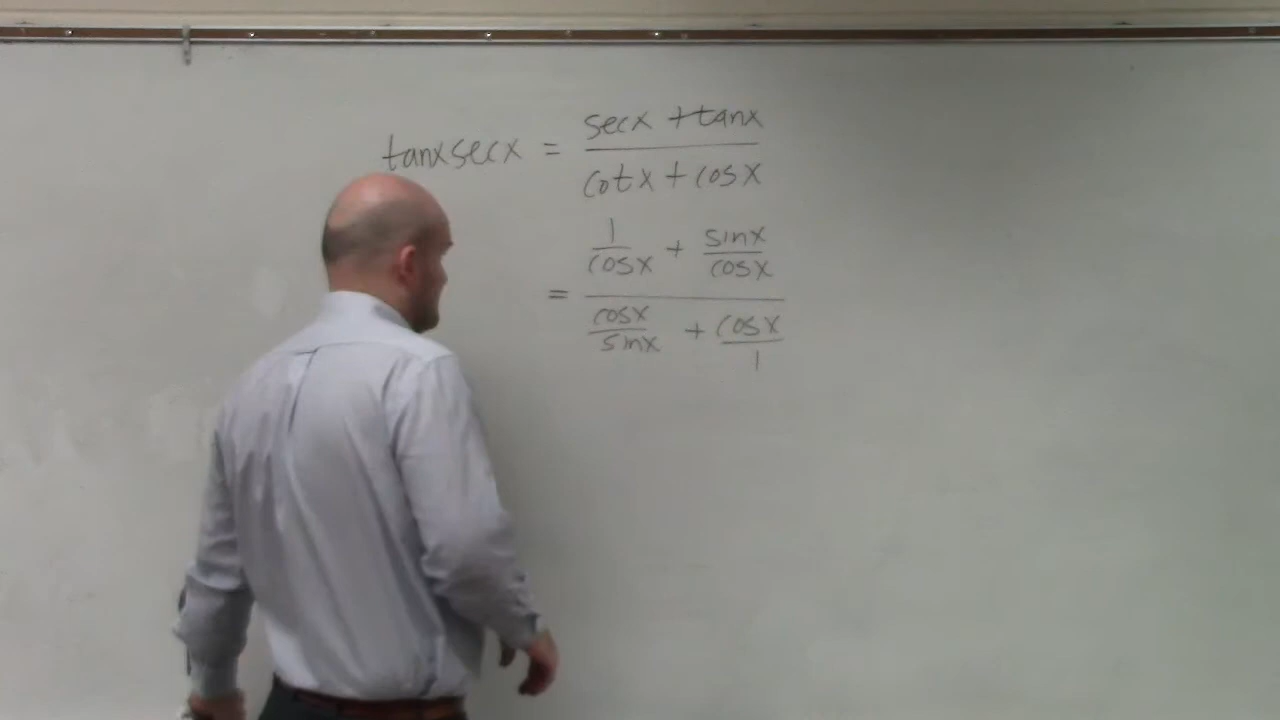 tanxsecx = secx + tanx
cotx + cosx
1/cosx + sinx/cosx
=
cosx/sinx + cosx/1